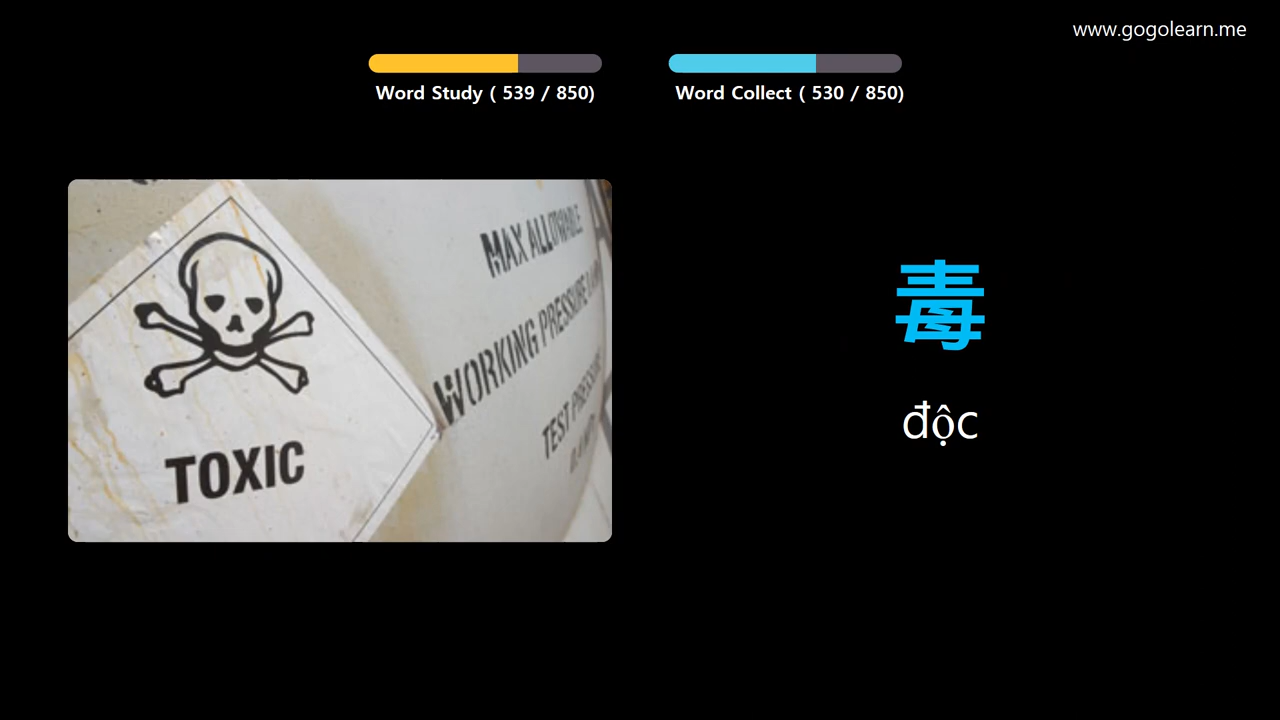 www.gogolearn.me
Word Study ( 539 / 850)
Word Collect ( 530 / 850)
MAX ALLOWABLE
WORKING PRESSURE
TEST PRESSURE
TOXIC
毒
độc